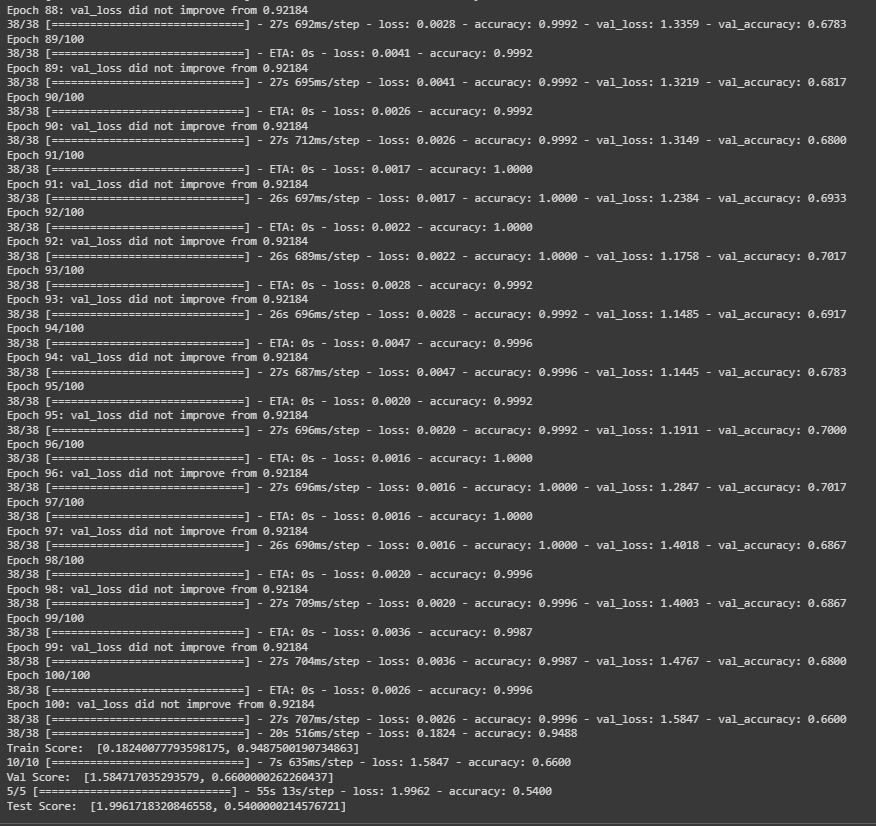 Epoch 88: val_loss did not improve from 0.92184
38/38 [==============================] - 27s 692ms/step - loss: 0.0028 - accuracy: 0.9992 - val_loss: 1.3359 - val_accuracy: 0.6783
Epoch 89/100
38/38 [==============================] - ETA: 0s - loss: 0.0041 - accuracy: 0.9992
Epoch 89: val_loss did not improve from 0.92184
38/38 [==============================] - 27s 695ms/step - loss: 0.0041 - accuracy: 0.9992 - val_loss: 1.3219 - val_accuracy: 0.6817
Epoch 90/100
38/38 [==============================] - ETA: 0s - loss: 0.0026 - accuracy: 0.9992
Epoch 90: val_loss did not improve from 0.92184
38/38 [==============================] - 27s 712ms/step - loss: 0.0026 - accuracy: 0.9992 - val_loss: 1.3149 - val_accuracy: 0.6800
Epoch 91/100
38/38 [==============================] - ETA: 0s - loss: 0.0017 - accuracy: 1.0000
Epoch 91: val_loss did not improve from 0.92184
38/38 [==============================] - 26s 697ms/step - loss: 0.0017 - accuracy: 1.0000 - val_loss: 1.2384 - val_accuracy: 0.6933
Epoch 92/100
38/38 [==============================] - ETA: 0s - loss: 0.0022 - accuracy: 1.0000
Epoch 92: val_loss did not improve from 0.92184
38/38 [==============================] - 26s 689ms/step - loss: 0.0022 - accuracy: 1.0000 - val_loss: 1.1758 - val_accuracy: 0.7017
Epoch 93/100
38/38 [==============================] - ETA: 0s - loss: 0.0028 - accuracy: 0.9992
Epoch 93: val_loss did not improve from 0.92184
38/38 [==============================] - 26s 696ms/step - loss: 0.0028 - accuracy: 0.9992 - val_loss: 1.1485 - val_accuracy: 0.6917
Epoch 94/100
38/38 [==============================] - ETA: 0s - loss: 0.0047 - accuracy: 0.9996
Epoch 94: val_loss did not improve from 0.92184
38/38 [==============================] - 27s 687ms/step - loss: 0.0047 - accuracy: 0.9996 - val_loss: 1.1445 - val_accuracy: 0.6783
Epoch 95/100
38/38 [==============================] - ETA: 0s - loss: 0.0020 - accuracy: 0.9992
Epoch 95: val_loss did not improve from 0.92184
38/38 [==============================] - 27s 696ms/step - loss: 0.0020 - accuracy: 0.9992 - val_loss: 1.1911 - val_accuracy: 0.7000
Epoch 96/100
38/38 [==============================] - ETA: 0s - loss: 0.0016 - accuracy: 1.0000
Epoch 96: val_loss did not improve from 0.92184
38/38 [==============================] - 27s 696ms/step - loss: 0.0016 - accuracy: 1.0000 - val_loss: 1.2847 - val_accuracy: 0.7017
Epoch 97/100
38/38 [==============================] - ETA: 0s - loss: 0.0016 - accuracy: 1.0000
Epoch 97: val_loss did not improve from 0.92184
38/38 [==============================] - 26s 690ms/step - loss: 0.0016 - accuracy: 1.0000 - val_loss: 1.4018 - val_accuracy: 0.6867
Epoch 98/100
38/38 [==============================] - ETA: 0s - loss: 0.0020 - accuracy: 0.9996
Epoch 98: val_loss did not improve from 0.92184
38/38 [==============================] - 27s 709ms/step - loss: 0.0020 - accuracy: 0.9996 - val_loss: 1.4003 - val_accuracy: 0.6867
Epoch 99/100
38/38 [==============================] - ETA: 0s - loss: 0.0036 - accuracy: 0.9987
Epoch 99: val_loss did not improve from 0.92184
38/38 [==============================] - 27s 704ms/step - loss: 0.0036 - accuracy: 0.9987 - val_loss: 1.4767 - val_accuracy: 0.6800
Epoch 100/100
38/38 [==============================] - ETA: 0s - loss: 0.0026 - accuracy: 0.9996
Epoch 100: val_loss did not improve from 0.92184
38/38 [==============================] - 27s 707ms/step - loss: 0.0026 - accuracy: 0.9996 - val_loss: 1.5847 - val_accuracy: 0.6600
38/38 [==============================] - 20s 516ms/step - loss: 0.1824 - accuracy: 0.9488
Train Score:  [0.18240077793598175, 0.9487500190734863]
10/10 [==============================] - 7s 635ms/step - loss: 1.5847 - accuracy: 0.6600
Val Score:  [1.584717035293579, 0.6600000262260437]
5/5 [==============================] - 55s 13s/step - loss: 1.9962 - accuracy: 0.5400
Test Score:  [1.9961718320846558, 0.5400000214576721]